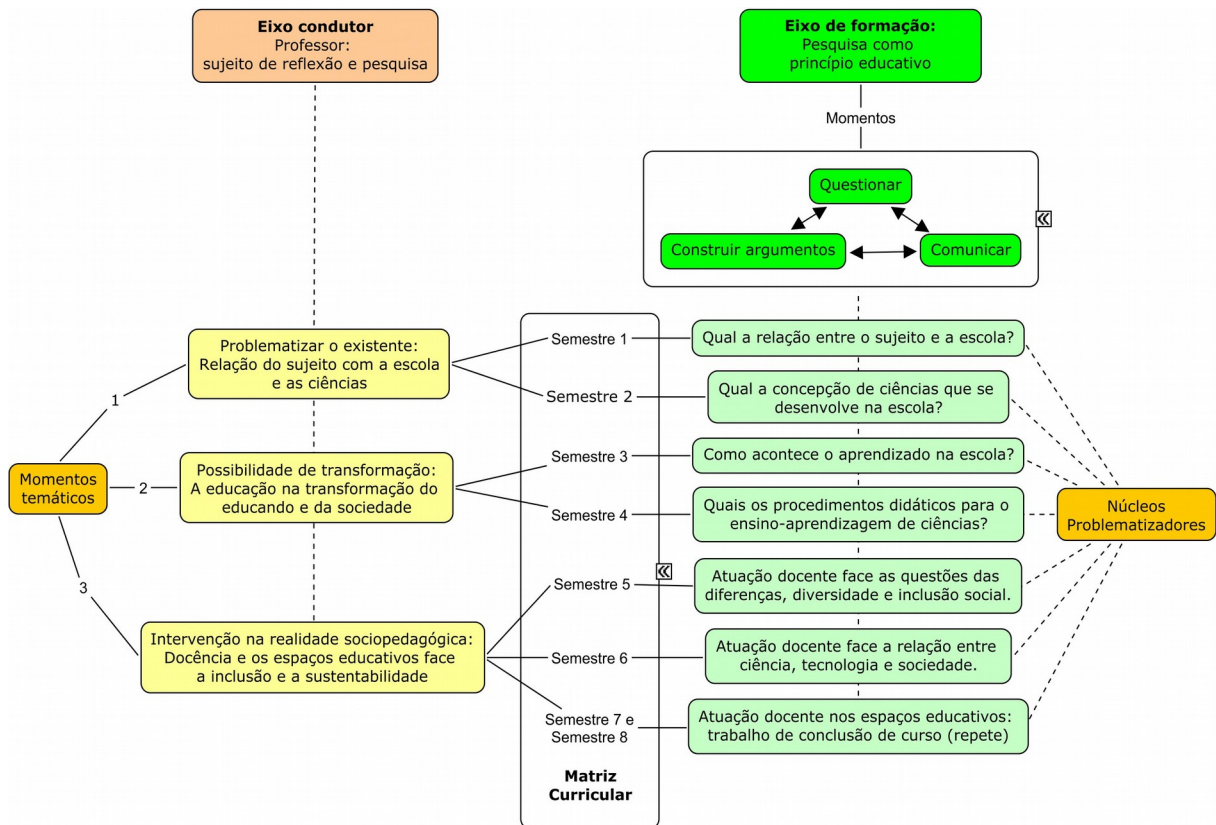 Eixo condutor
Professor:
sujeito de reflexão e pesquisa
Eixo de formação:
Pesquisa como
princípio educativo
Momentos
Questionar
Construir argumentos
Comunicar
Momentos
temáticos
1
2
3
Problematizar o existente:
Relação do sujeito com a escola
e as ciências
Possibilidade de transformação:
A educação na transformação do
educando e da sociedade
Intervenção na realidade sociopedagógica:
Docência e os espaços educativos face
a inclusão e a sustentabilidade
Semestre 1
Semestre 2
Semestre 3
Semestre 4
Semestre 5
Semestre 6
Semestre 7 e
Semestre 8
Matriz
Curricular
Qual a relação entre o sujeito e a escola?
Qual a concepção de ciências que se
desenvolve na escola?
Como acontece o aprendizado na escola?
Quais os procedimentos didáticos para o
ensino-aprendizagem de ciências?
Atuação docente face as questões das
diferenças, diversidade e inclusão social.
Atuação docente face a relação entre
ciência, tecnologia e sociedade.
Atuação docente nos espaços educativos:
trabalho de conclusão de curso (repete)
Núcleos
Problematizadores